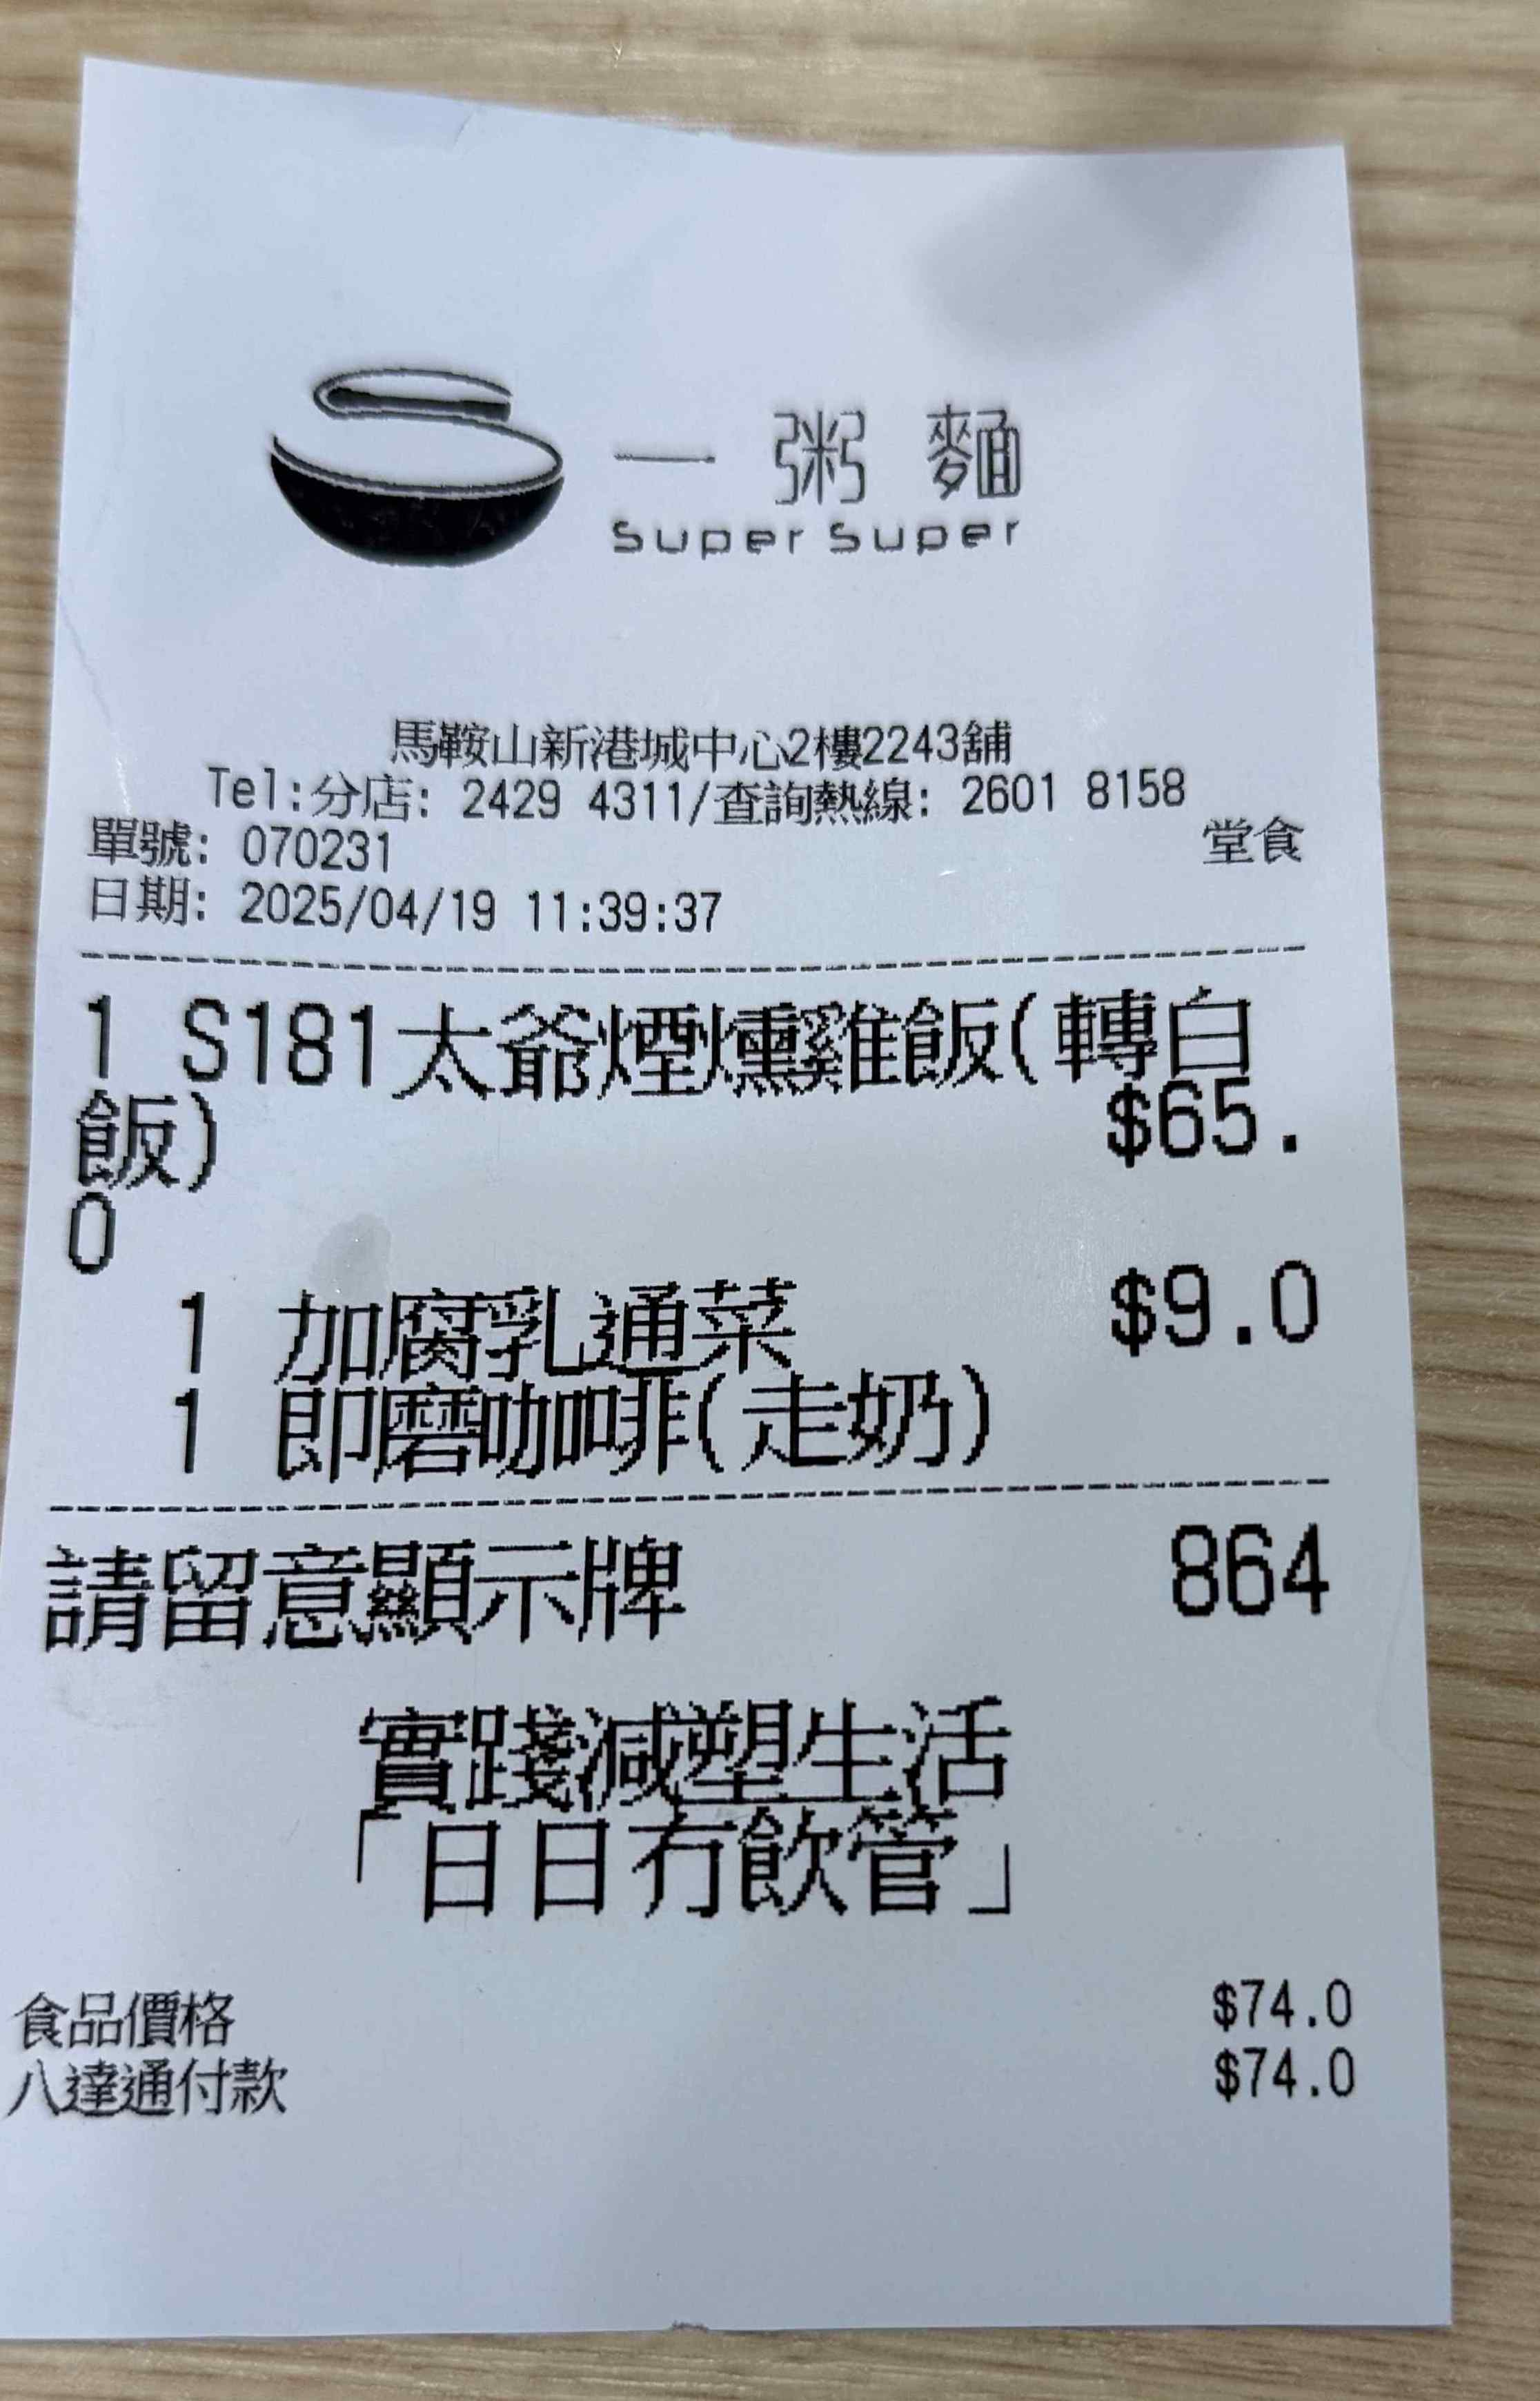 一粥麵
Super Super
馬鞍山新港城中心2樓2243舖
Tel:分店: 2429 4311/查詢熱線: 2601 8158
單號: 070231 堂食
日期: 2025/04/19 11:39:37
1 S181太爺煙燻雞飯(轉白
飯) $65.
0
1 加腐乳通菜 $9.0
1 即磨咖啡(走奶)
請留意顯示牌 864
實踐減塑生活
「日日冇飲管」
食品價格 $74.0
八達通付款 $74.0